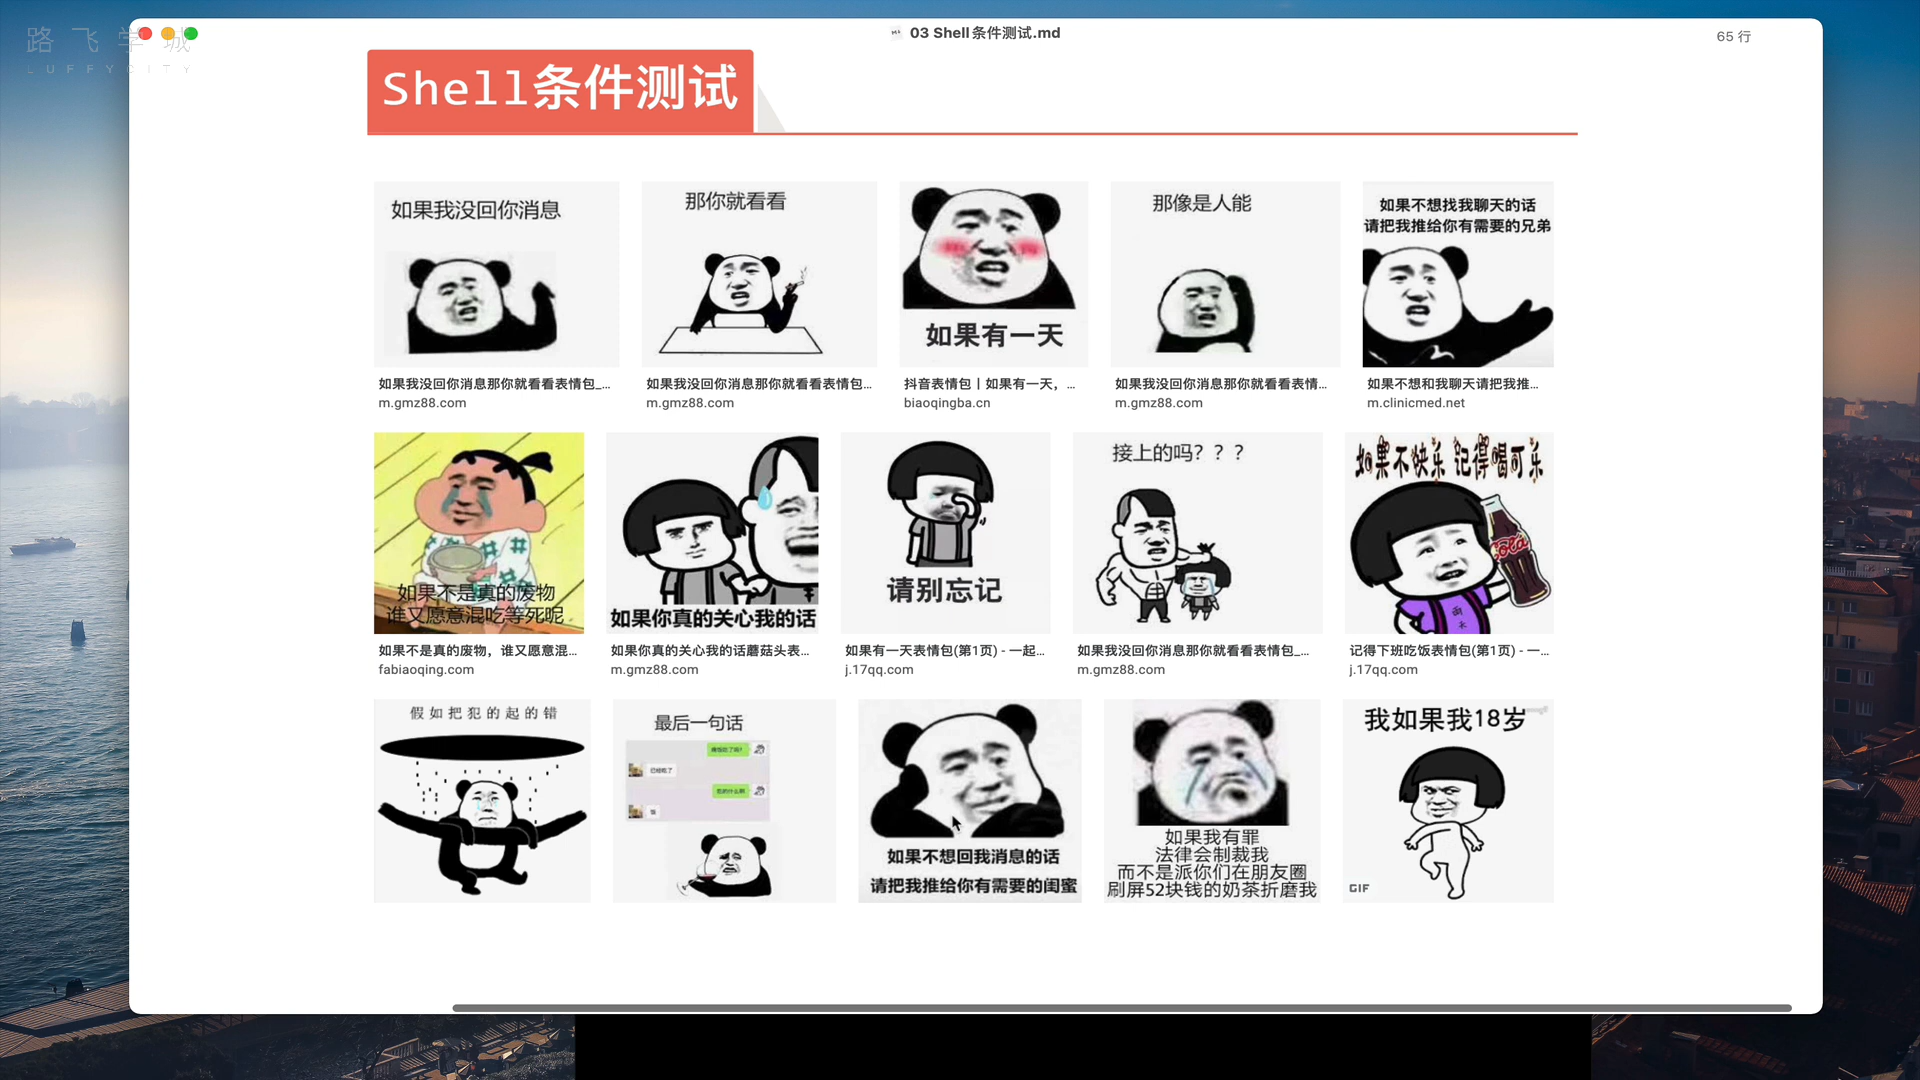 路飞学城
LUFFYCITY
03 Shell条件测试.md
65 行
Shell条件测试
如果我没回你消息
那你就看看
如果有一天
那像是人能
如果不想找我聊天的话
请把我推给你有需要的兄弟
如果我没回你消息那你就看看表情包_...
m.gmz88.com
如果我没回你消息那你就看看表情包...
m.gmz88.com
抖音表情包丨如果有一天，...
biaoqingba.cn
如果我没回你消息那你就看看表情...
m.gmz88.com
如果不想和我聊天请把我推...
m.clinicmed.net
如果不是真的废物
谁又愿意混吃等死呢
如果你真的关心我的话
请别忘记
接上的吗？？？
如果不快乐 记得喝可乐
如果不是真的废物，谁又愿意混...
fabiaoqing.com
如果你真的关心我的话蘑菇头表...
m.gmz88.com
如果有一天表情包(第1页) - 一起...
j.17qq.com
如果我没回你消息那你就看看表情包_...
m.gmz88.com
记得下班吃饭表情包(第1页) - 一...
j.17qq.com
假如把犯的起的错
最后一句话
已经吃了
如果不想回我消息的话
请把我推给你有需要的闺蜜
如果我有罪
法律会制裁我
而不是派你们在朋友圈
刷屏52块钱的奶茶折磨我
我如果我18岁
GIF